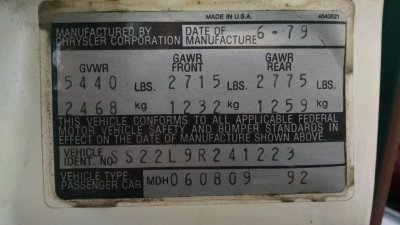 MADE IN U.S.A. #040821
MANUFACTURED BY CHRYSLER CORPORATION DATE OF MANUFACTURE 6-79
GVWR GAWR FRONT GAWR REAR
5440 LBS. 2715 LBS. 2775 LBS.
2468 kg 1232 kg 1259 kg
THIS VEHICLE CONFORMS TO ALL APPLICABLE FEDERAL
MOTOR VEHICLE SAFETY AND BUMPER STANDARDS IN
EFFECT ON THE DATE OF MANUFACTURE SHOWN ABOVE.
VEHICLE IDENT. NO. SS22L9R241223
VEHICLE TYPE: PASSENGER CAR MDH 060809 92